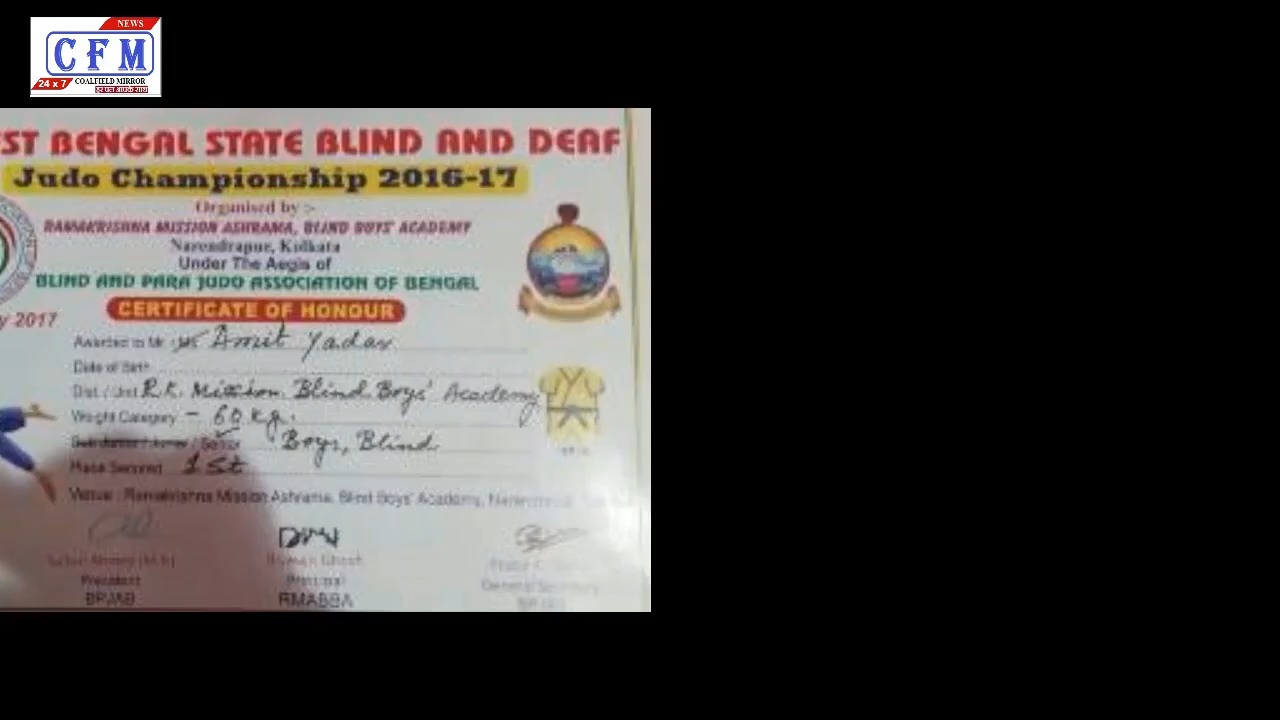 NEWS
CFM
24 x 7 COALFIELD MIRROR
ST BENGAL STATE BLIND AND DEAF
Judo Championship 2016-17
Organised by :-
RAMAKRISHNA MISSION ASHRAMA, BLIND BOYS' ACADEMY
Narendrapur, Kolkata
Under The Aegis of
BLIND AND PARA JUDO ASSOCIATION OF BENGAL
CERTIFICATE OF HONOUR
y 2017
Awarded to Mr Amit Yadav
Date of Birth
Dist / Unit R.K. Mission Blind Boys' Academy
Weight Category - 60 kg.
Senior Boys, Blind
Place Secured 1st
Venue : Ramakrishna Mission Ashrama, Blind Boys' Academy,
President Principal General Secretary
BPJAB RMABBA